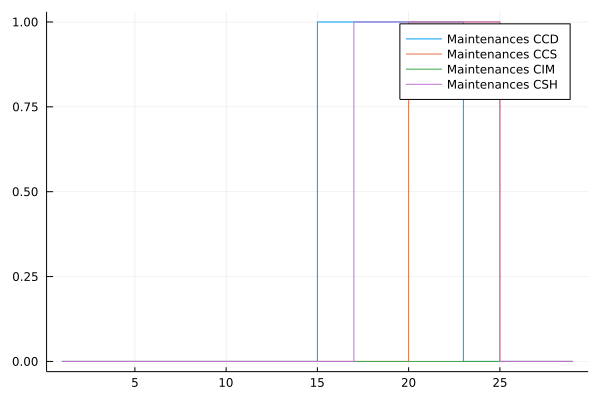 1.00
Maintenances CCD
Maintenances CCS
Maintenances CIM
Maintenances CSH
0.75
0.50
0.25
0.00
5 10 15 20 25